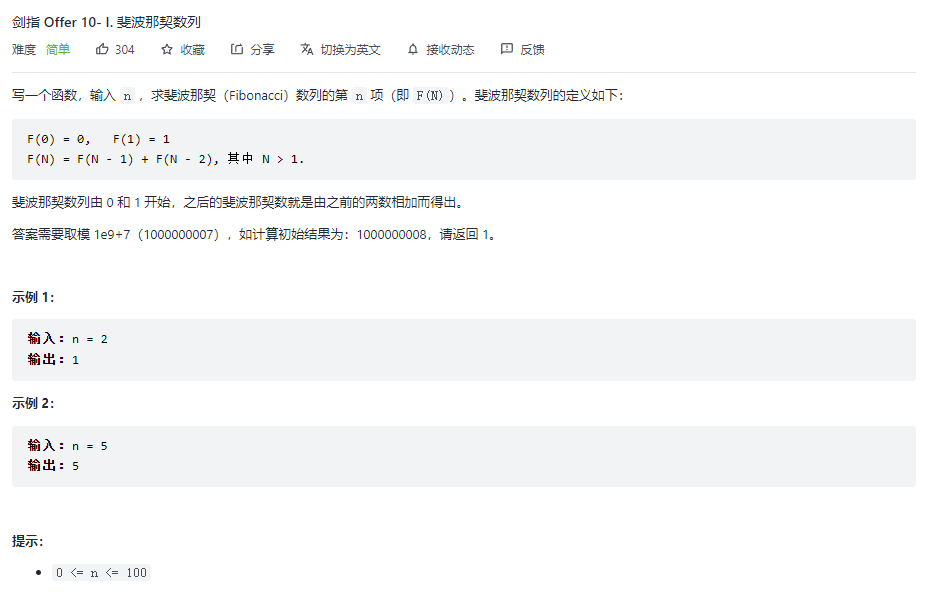 剑指 Offer 10- I. 斐波那契数列
难度 简单 304 收藏 分享 切换为英文 接收动态 反馈
写一个函数，输入 n ，求斐波那契（Fibonacci）数列的第 n 项（即 F(N)）。斐波那契数列的定义如下：
F(0) = 0,   F(1) = 1
F(N) = F(N - 1) + F(N - 2), 其中 N > 1.
斐波那契数列由 0 和 1 开始，之后的斐波那契数就是由之前的两数相加而得出。
答案需要取模 1e9+7（1000000007），如计算初始结果为：1000000008，请返回 1。
示例 1：
输入：n = 2
输出：1
示例 2：
输入：n = 5
输出：5
提示：
• 0 <= n <= 100